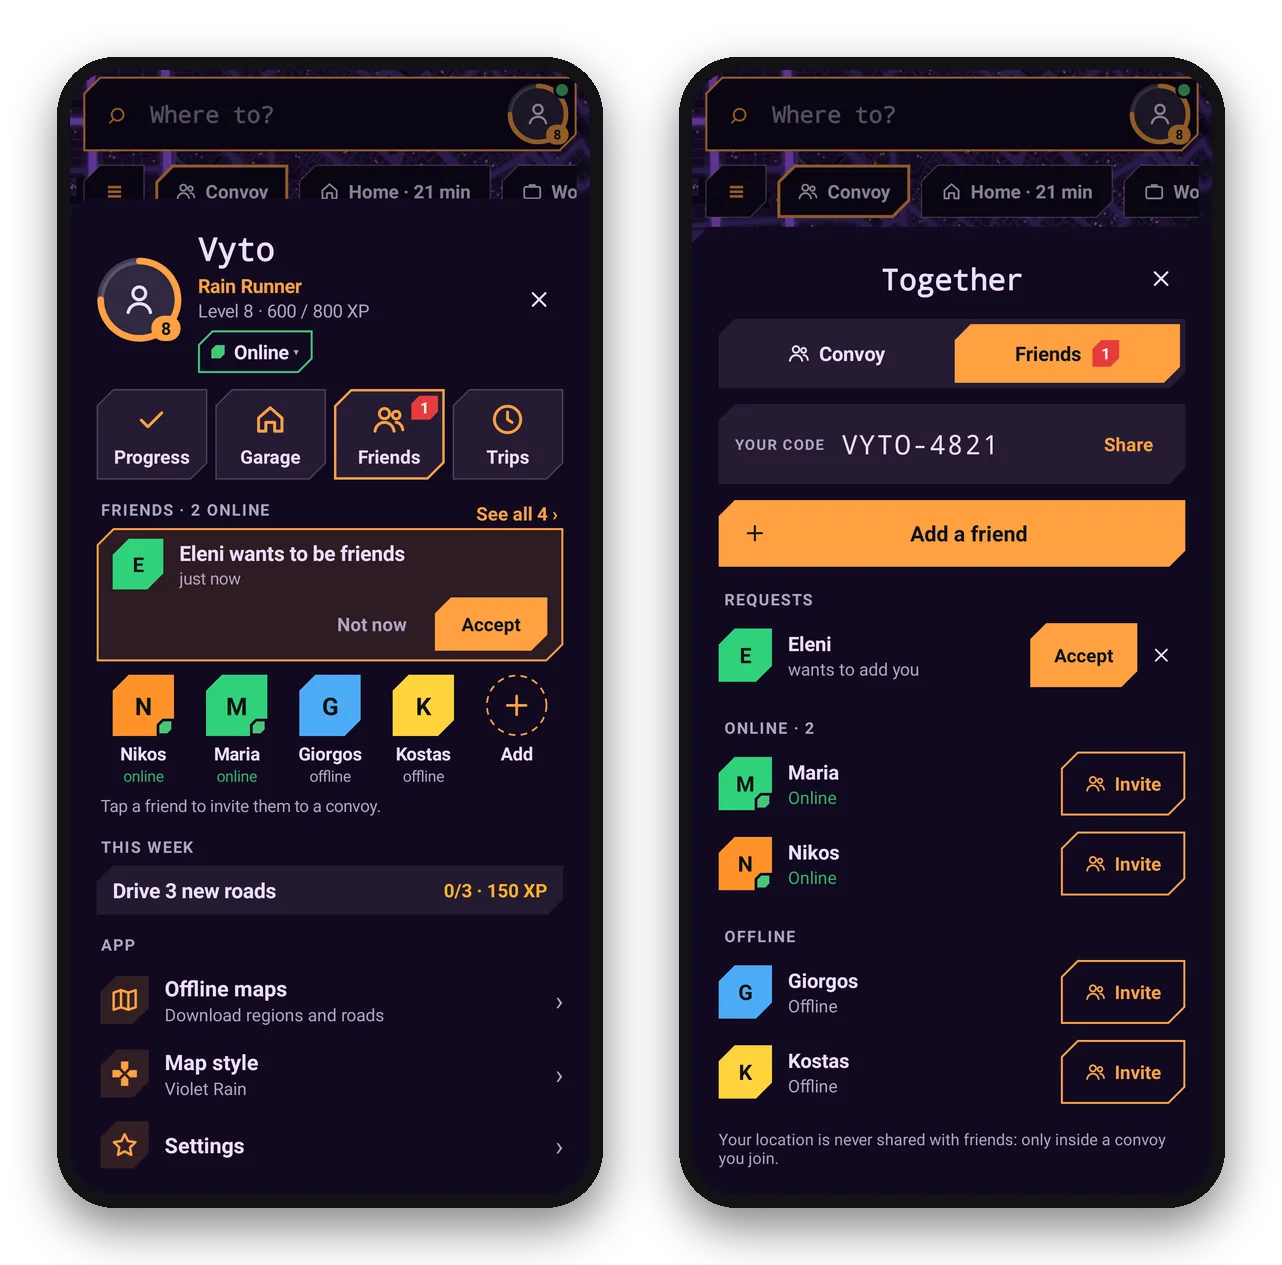 Where to?
8
Convoy
Home · 21 min
Wo
Vyto
Rain Runner
Level 8 · 600 / 800 XP
8
Online
Progress
Garage
Friends
1
Trips
FRIENDS · 2 ONLINE
See all 4 ›
E
Eleni wants to be friends
just now
Not now
Accept
N
M
G
K
Nikos
Maria
Giorgos
Kostas
Add
online
online
offline
offline
Tap a friend to invite them to a convoy.
THIS WEEK
Drive 3 new roads
0/3 · 150 XP
APP
Offline maps
Download regions and roads
Map style
Violet Rain
Settings
Where to?
8
Convoy
Home · 21 min
Wo
Together
Convoy
Friends 1
YOUR CODE VYTO-4821
Share
+ Add a friend
REQUESTS
E
Eleni
wants to add you
Accept
ONLINE · 2
M
Maria
Online
Invite
N
Nikos
Online
Invite
OFFLINE
G
Giorgos
Offline
Invite
K
Kostas
Offline
Invite
Your location is never shared with friends: only inside a convoy
you join.